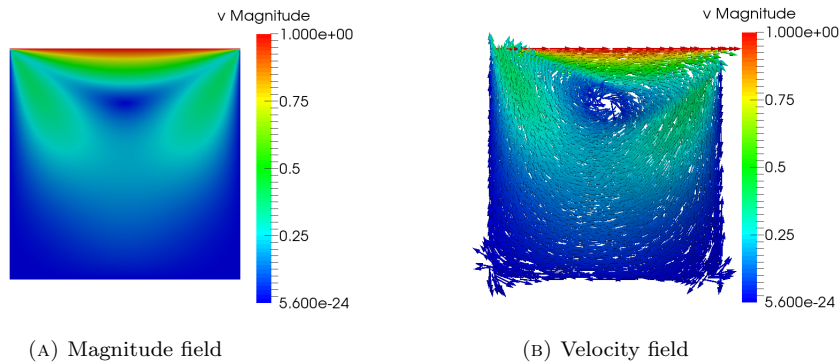 v Magnitude
1.000e+00
0.75
0.5
0.25
5.600e-24
(A) Magnitude field
v Magnitude
1.000e+00
0.75
0.5
0.25
5.600e-24
(B) Velocity field